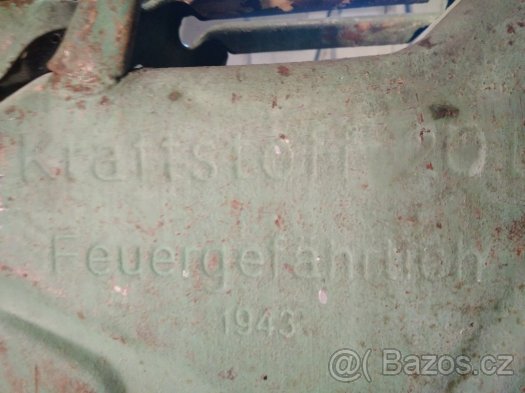 Kraftstoff 20 l
Feuergefährlich
1943
@ Bazos.cz